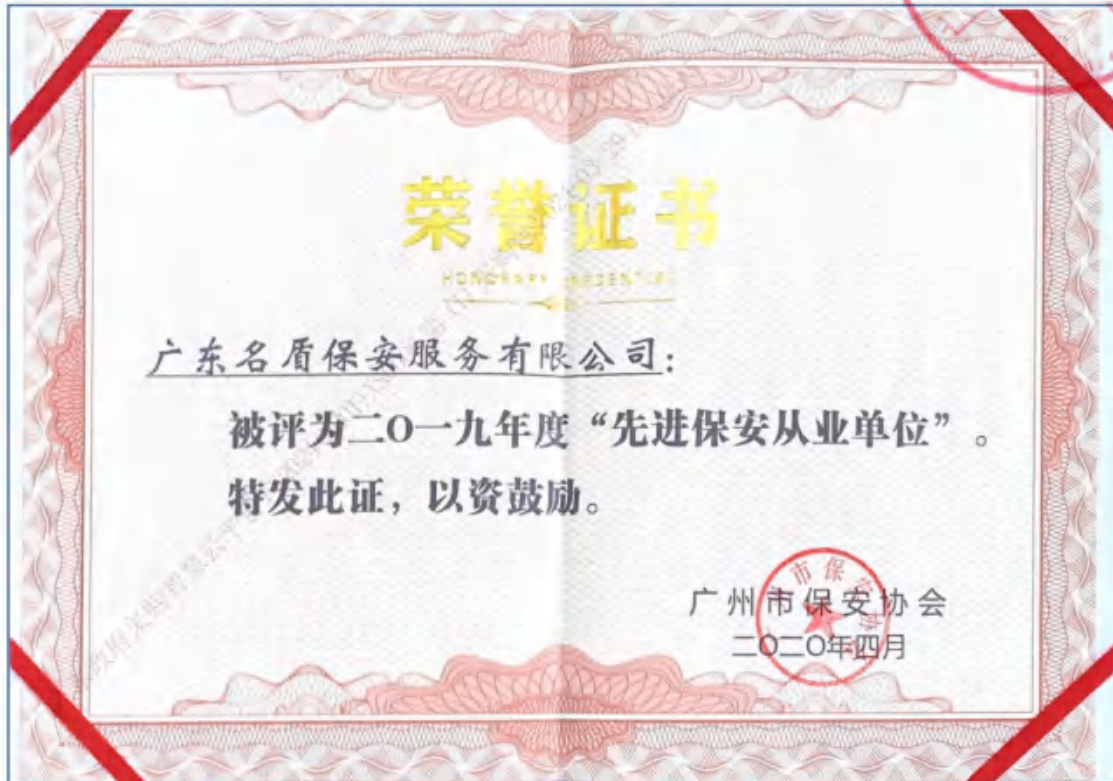 荣誉证书
HONORARY CREDENTIAL
广东名盾保安服务有限公司：
被评为二O一九年度“先进保安从业单位”。
特发此证，以资鼓励。
广州市保安协会
二O二O年四月